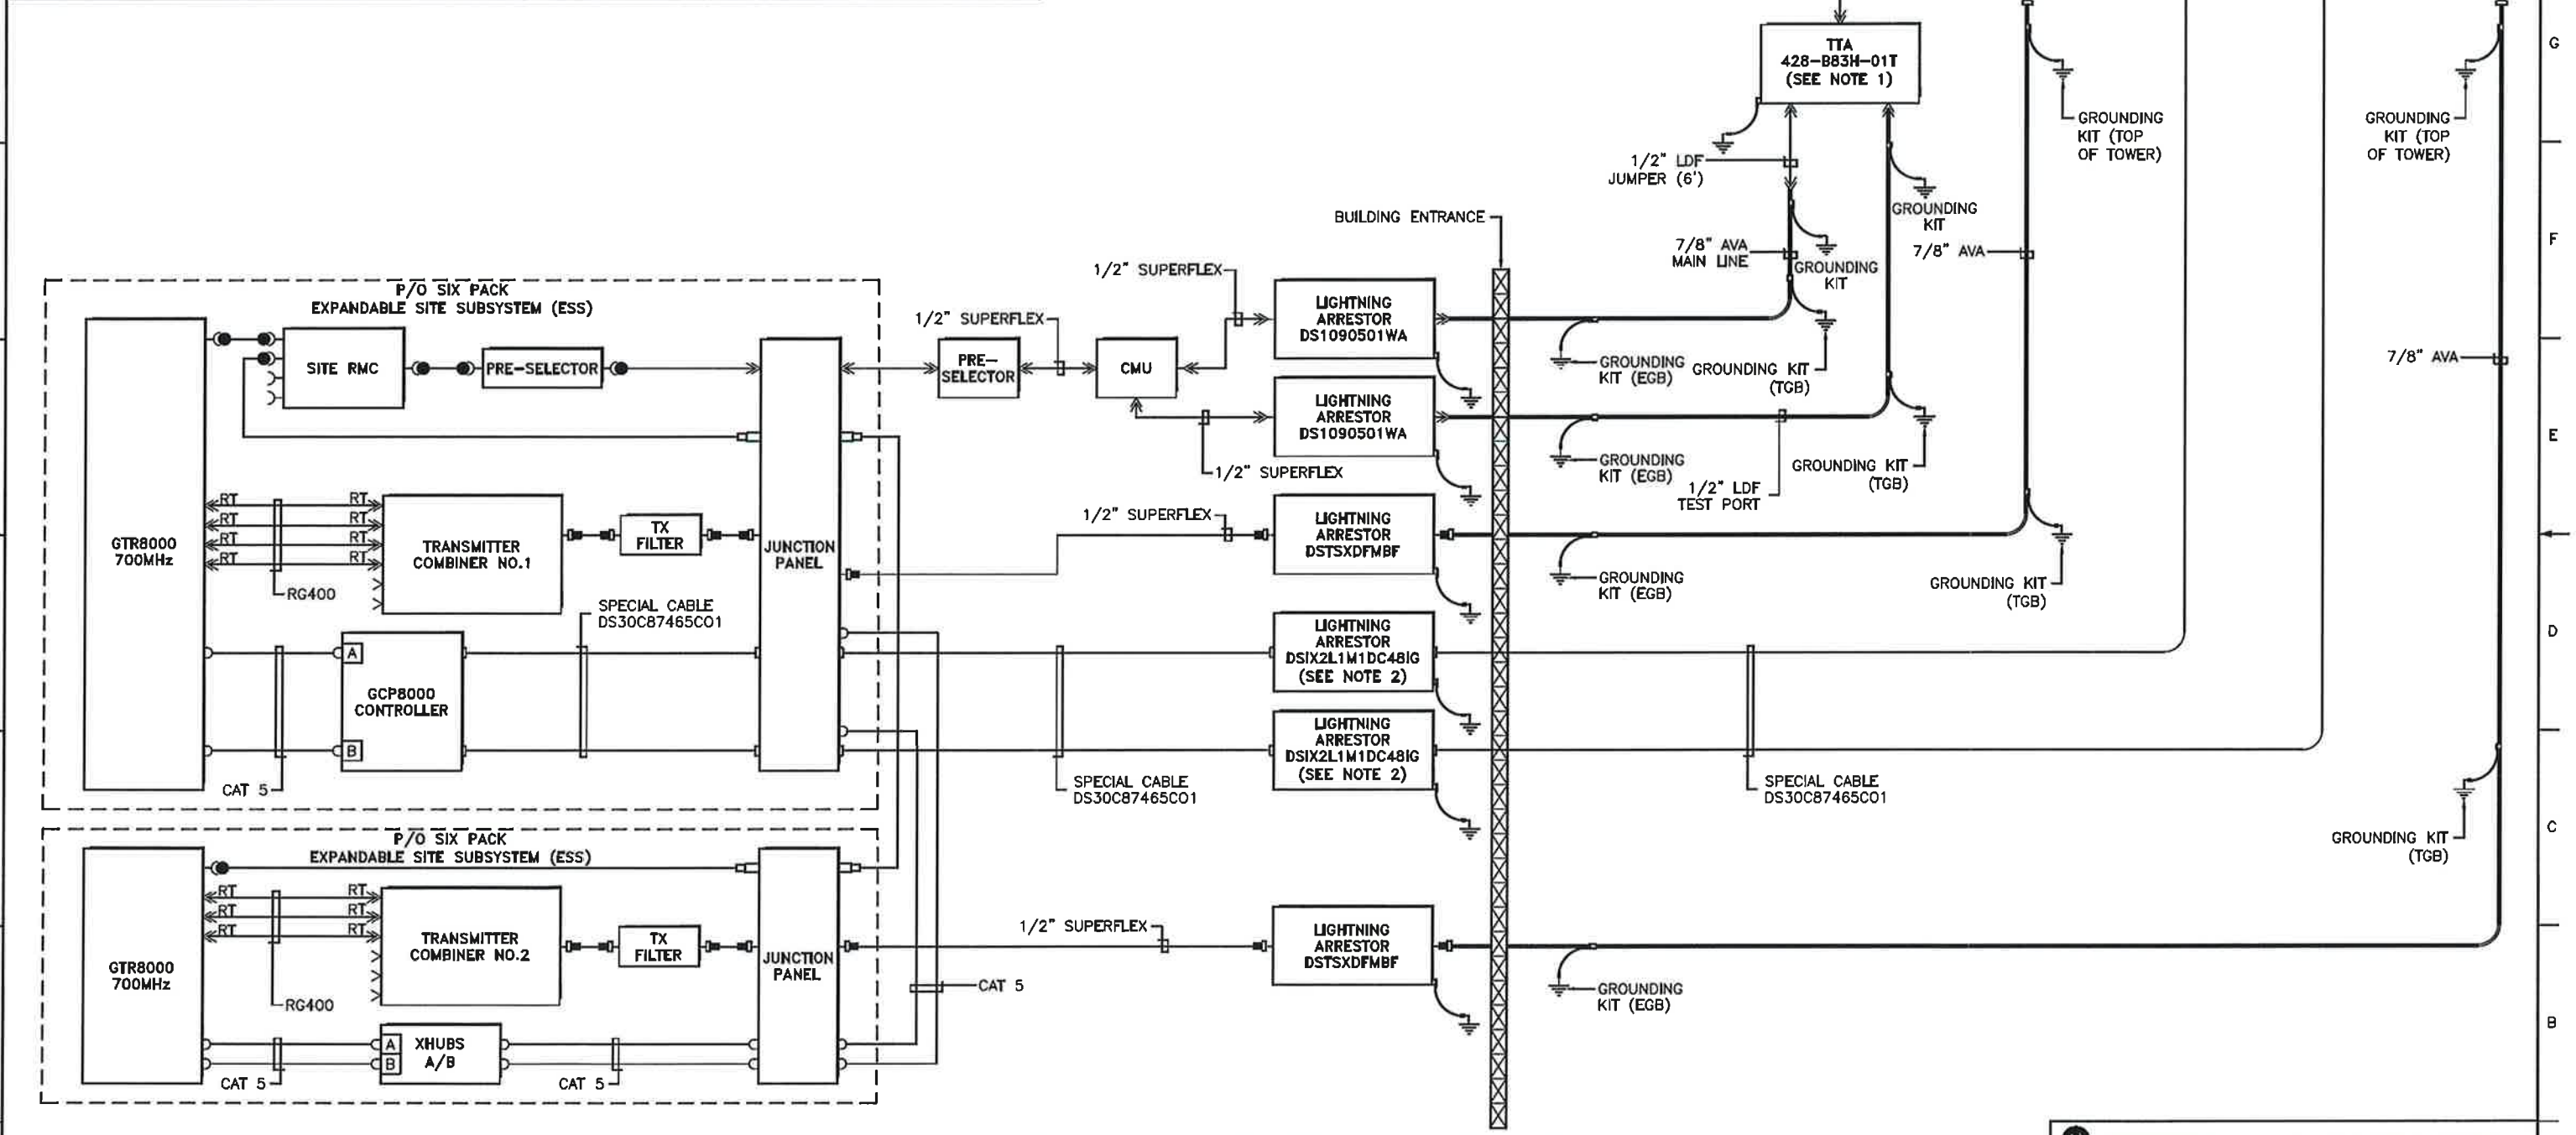 G
TTA
428-B83H-01T
(SEE NOTE 1)
GROUNDING
KIT (TOP
OF TOWER)
GROUNDING
KIT (TOP
OF TOWER)
1/2" LDF
JUMPER (6')
GROUNDING
KIT
BUILDING ENTRANCE
7/8" AVA
MAIN LINE
GROUNDING
KIT
7/8" AVA
F
P/O SIX PACK
EXPANDABLE SITE SUBSYSTEM (ESS)
1/2" SUPERFLEX
1/2" SUPERFLEX
LIGHTNING
ARRESTOR
DS1090501WA
SITE RMC
PRE-SELECTOR
PRE-
SELECTOR
CMU
GROUNDING
KIT (EGB)
GROUNDING KIT
(TGB)
7/8" AVA
LIGHTNING
ARRESTOR
DS1090501WA
1/2" SUPERFLEX
GROUNDING
KIT (EGB)
GROUNDING KIT
(TGB)
1/2" LDF
TEST PORT
E
GTR8000
700MHz
RT
RT
RT
RT
RT
RT
RT
RT
RG400
TRANSMITTER
COMBINER NO.1
TX
FILTER
JUNCTION
PANEL
1/2" SUPERFLEX
LIGHTNING
ARRESTOR
DSTSXDFMBF
GROUNDING
KIT (EGB)
GROUNDING KIT
(TGB)
SPECIAL CABLE
DS30C87465CO1
A
GCP8000
CONTROLLER
B
CAT 5
LIGHTNING
ARRESTOR
DSIX2L1M1DC48IG
(SEE NOTE 2)
D
LIGHTNING
ARRESTOR
DSIX2L1M1DC48IG
(SEE NOTE 2)
SPECIAL CABLE
DS30C87465CO1
SPECIAL CABLE
DS30C87465CO1
GROUNDING KIT
(TGB)
C
P/O SIX PACK
EXPANDABLE SITE SUBSYSTEM (ESS)
GTR8000
700MHz
RT
RT
RT
RT
RT
RT
RG400
TRANSMITTER
COMBINER NO.2
TX
FILTER
JUNCTION
PANEL
1/2" SUPERFLEX
LIGHTNING
ARRESTOR
DSTSXDFMBF
GROUNDING
KIT (EGB)
CAT 5
A
B
XHUBS
A/B
CAT 5
CAT 5
B